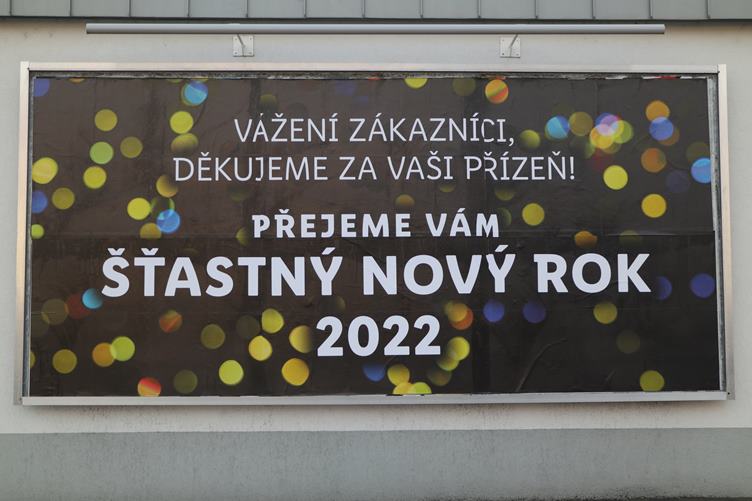 VÁŽENÍ ZÁKAZNÍCI,
DĚKUJEME ZA VAŠI PŘÍZEŇ!
PŘEJEME VÁM
ŠŤASTNÝ NOVÝ ROK
2022